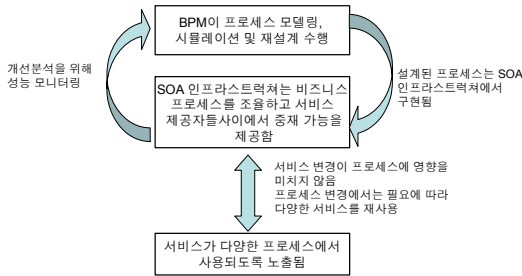 BPM이 프로세스 모델링,
시뮬레이션 및 재설계 수행
개선분석을 위해
성능 모니터링
설계된 프로세스는 SOA
인프라스트럭쳐에서
구현됨
SOA 인프라스트럭쳐는 비즈니스
프로세스를 조율하고 서비스
제공자들사이에서 중재 가능을
제공함
서비스 변경이 프로세스에 영향을
미치지 않음
프로세스 변경에서는 필요에 따라
다양한 서비스를 재사용
서비스가 다양한 프로세스에서
사용되도록 노출됨